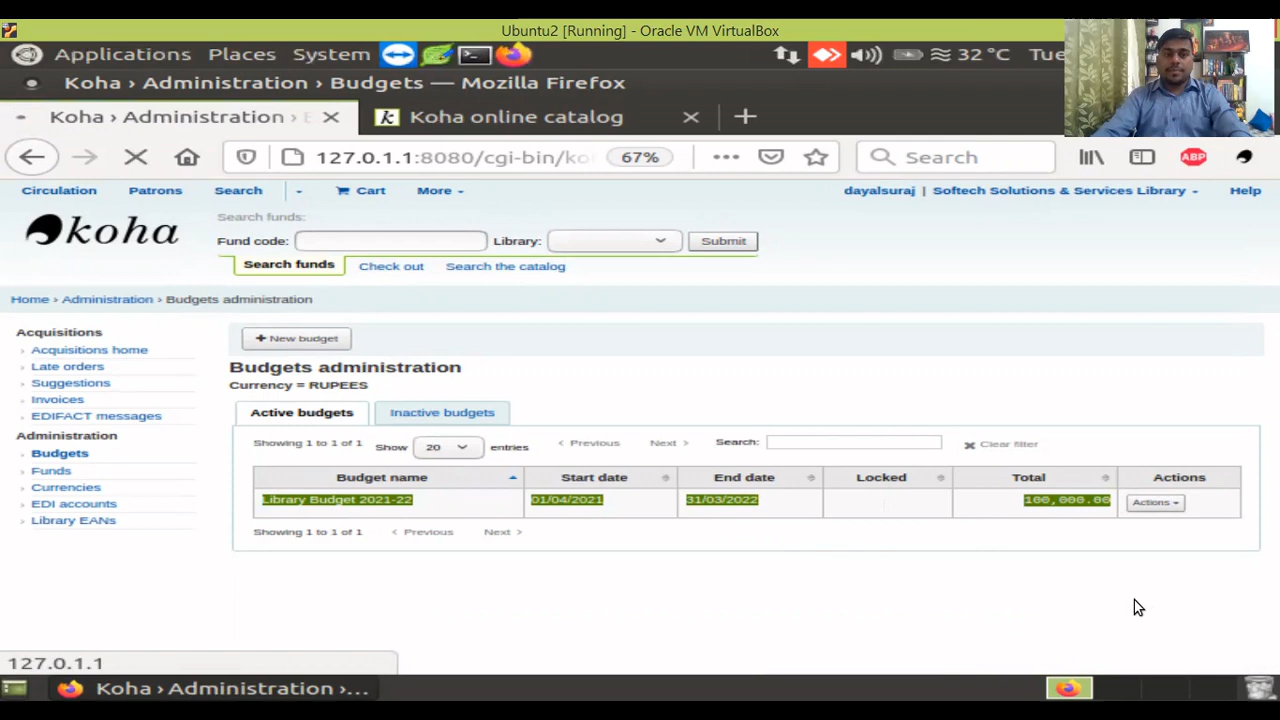 Ubuntu2 [Running] - Oracle VM VirtualBox
Applications Places System 32 °C Tue
Koha › Administration › Budgets — Mozilla Firefox
Koha › Administration › B
Koha online catalog
127.0.1.1:8080/cgi-bin/ko 67% Search ABP
Circulation Patrons Search Cart More dayalsuraj | Softech Solutions & Services Library Help
koha
Search funds:
Fund code: Library: Submit
Search funds Check out Search the catalog
Home › Administration › Budgets administration
Acquisitions
Acquisitions home
Late orders
Suggestions
Invoices
EDIFACT messages
Administration
Budgets
Funds
Currencies
EDI accounts
Library EANs
+ New budget
Budgets administration
Currency = RUPEES
Active budgets Inactive budgets
Showing 1 to 1 of 1 Show 20 entries < Previous Next > Search: Clear filter
Budget name Start date End date Locked Total Actions
Library Budget 2021-22 01/04/2021 31/03/2022 100,000.00 Actions
Showing 1 to 1 of 1 < Previous Next >
127.0.1.1
Koha › Administration ›...